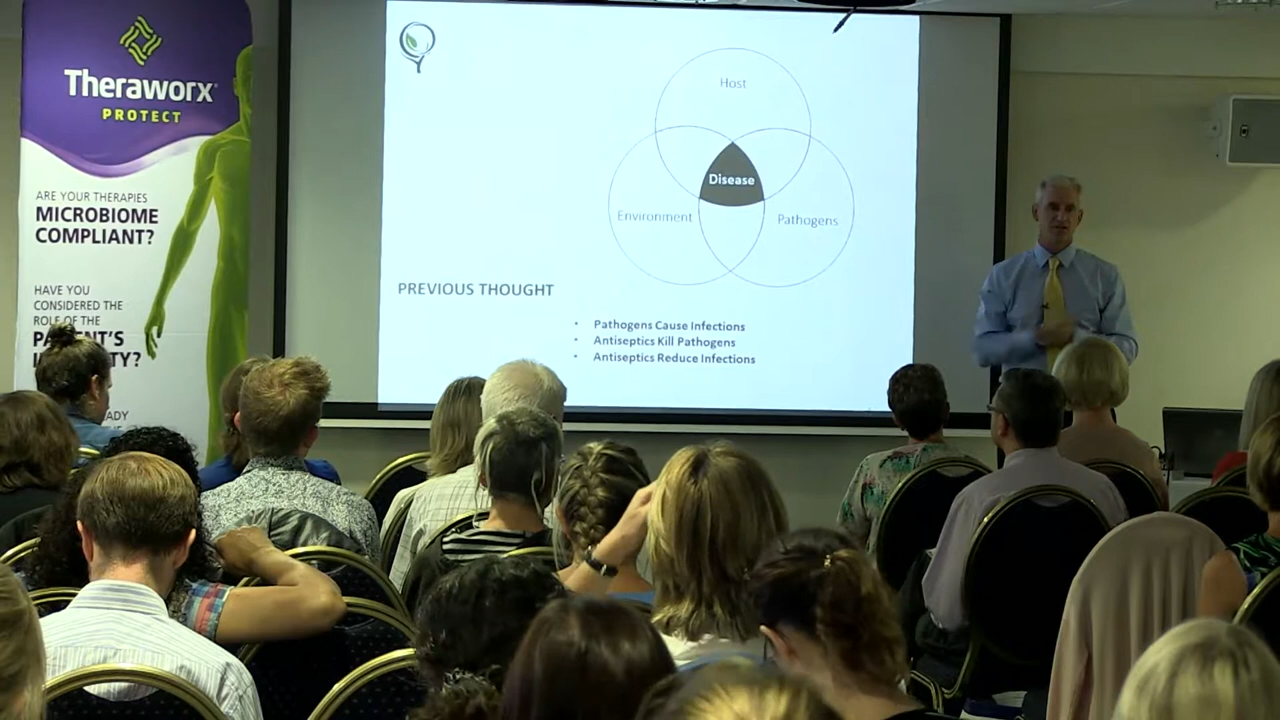 Theraworx
PROTECT
ARE YOUR THERAPIES
MICROBIOME
COMPLIANT?
HAVE YOU
CONSIDERED THE
ROLE OF THE
Host
Disease
Environment
Pathogens
PREVIOUS THOUGHT
• Pathogens Cause Infections
• Antiseptics Kill Pathogens
• Antiseptics Reduce Infections